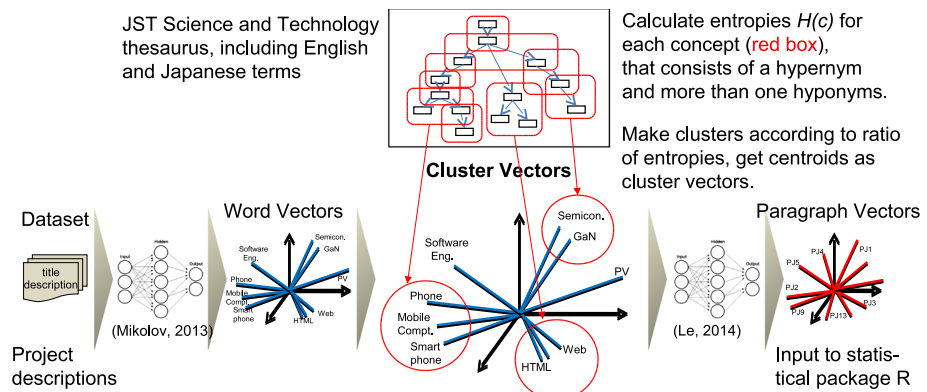 JST Science and Technology
thesaurus, including English
and Japanese terms
Calculate entropies H(c) for
each concept (red box),
that consists of a hypernym
and more than one hyponyms.
Make clusters according to ratio
of entropies, get centroids as
cluster vectors.
Cluster Vectors
Dataset
title
description
Project
descriptions
Input
Hidden
Output
(Mikolov, 2013)
Word Vectors
Semicon.
GaN
Software
Eng.
PV
Phone
Mobile
Compt.
Smart
phone
Web
HTML
Semicon.
GaN
Software
Eng.
PV
Phone
Mobile
Compt.
Smart
phone
Web
HTML
Input
Hidden
Output
(Le, 2014)
Paragraph Vectors
PJ4
PJ1
PJ5
PJ2
PJ3
PJ9
PJ13
Input to statis-
tical package R